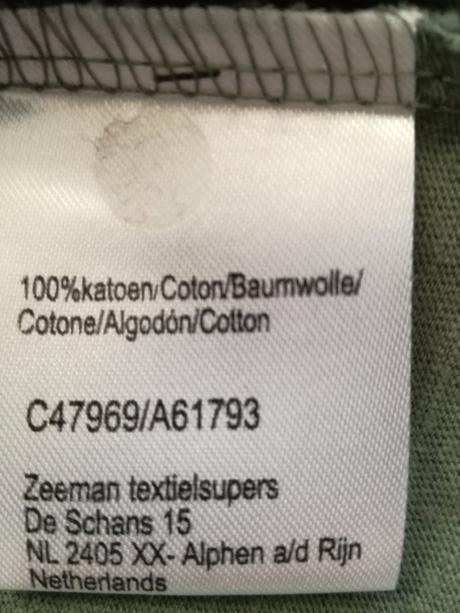 100%katoen/Coton/Baumwolle/
Cotone/Algodón/Cotton
C47969/A61793
Zeeman textielsupers
De Schans 15
NL 2405 XX- Alphen a/d Rijn
Netherlands